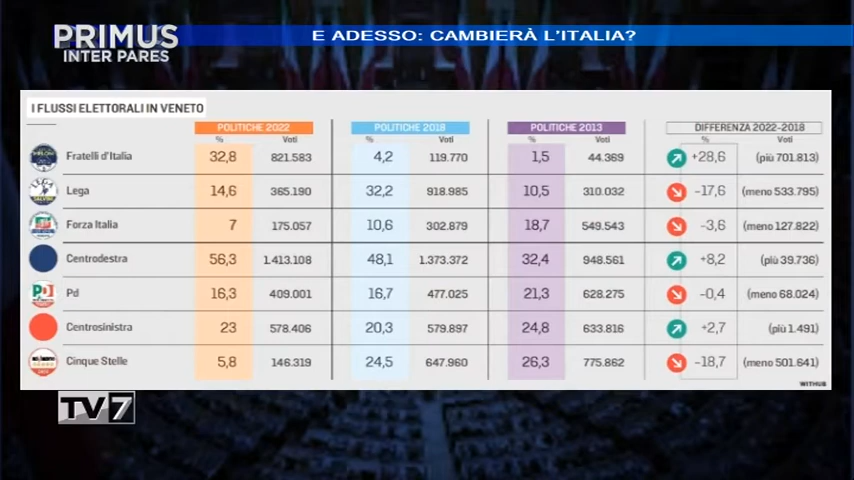 PRIMUS
INTER PARES
E ADESSO: CAMBIERÀ L'ITALIA?
I FLUSSI ELETTORALI IN VENETO
POLITICHE 2022 POLITICHE 2018 POLITICHE 2013 DIFFERENZA 2022-2018
% Voti % Voti % Voti % Voti
Fratelli d'Italia 32,8 821.583 4,2 119.770 1,5 44.369 +28,6 (più 701.813)
Lega 14,6 365.190 32,2 918.985 10,5 310.032 -17,6 (meno 533.795)
Forza Italia 7 175.057 10,6 302.879 18,7 549.543 -3,6 (meno 127.822)
Centrodestra 56,3 1.413.108 48,1 1.373.372 32,4 948.561 +8,2 (più 39.736)
PD Pd 16,3 409.001 16,7 477.025 21,3 628.275 -0,4 (meno 68.024)
Centrosinistra 23 578.406 20,3 579.897 24,8 633.816 +2,7 (più 1.491)
Cinque Stelle 5,8 146.319 24,5 647.960 26,3 775.862 -18,7 (meno 501.641)
WITHUB
TV7